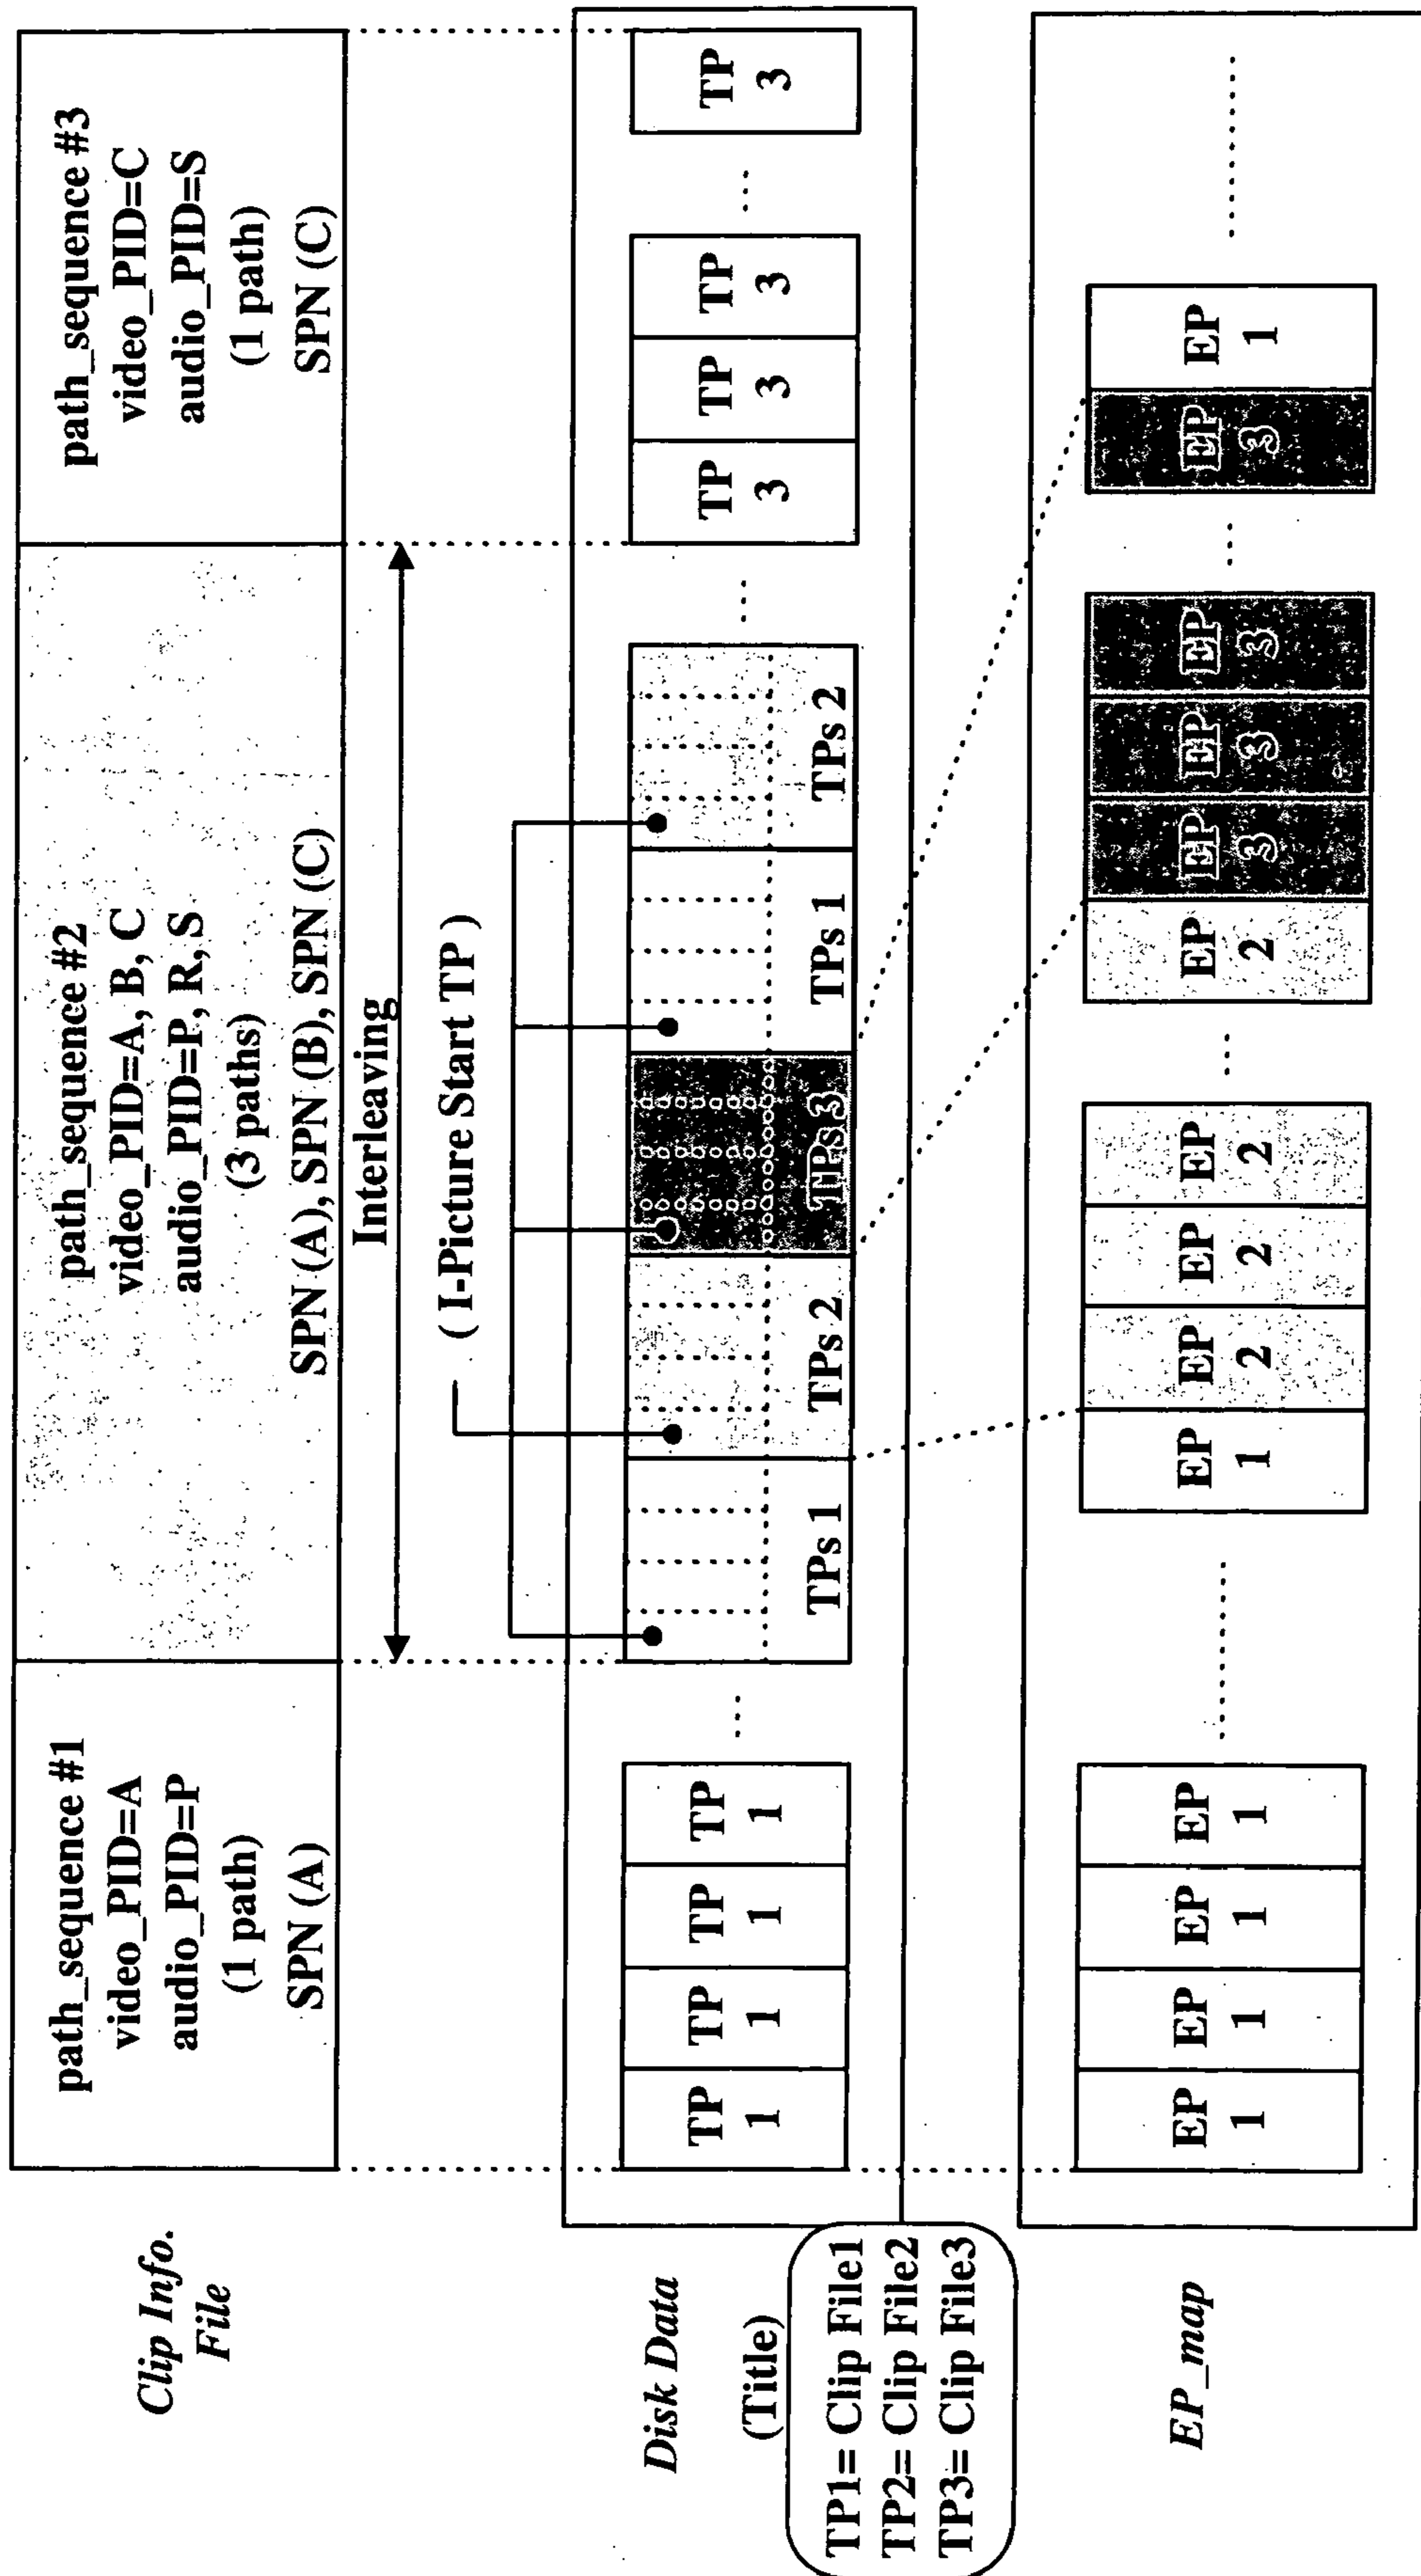 Clip Info.
File
path_sequence #1
video_PID=A
audio_PID=P
(1 path)
SPN (A)
path_sequence #2
video_PID=A, B, C
audio_PID=P, R, S
(3 paths)
SPN (A), SPN (B), SPN (C)
path_sequence #3
video_PID=C
audio_PID=S
(1 path)
SPN (C)
Interleaving
( I-Picture Start TP )
Disk Data
(Title)
TP1= Clip File1
TP2= Clip File2
TP3= Clip File3
TP
1
TP
1
TP
1
TP
1
TPs 1
TPs 2
TPs 3
TPs 1
TPs 2
TP
3
TP
3
TP
3
TP
3
EP_map
EP
1
EP
1
EP
1
EP
1
EP
1
EP
2
EP
2
EP
2
EP
2
EP
3
EP
3
EP
3
EP
3
EP
1